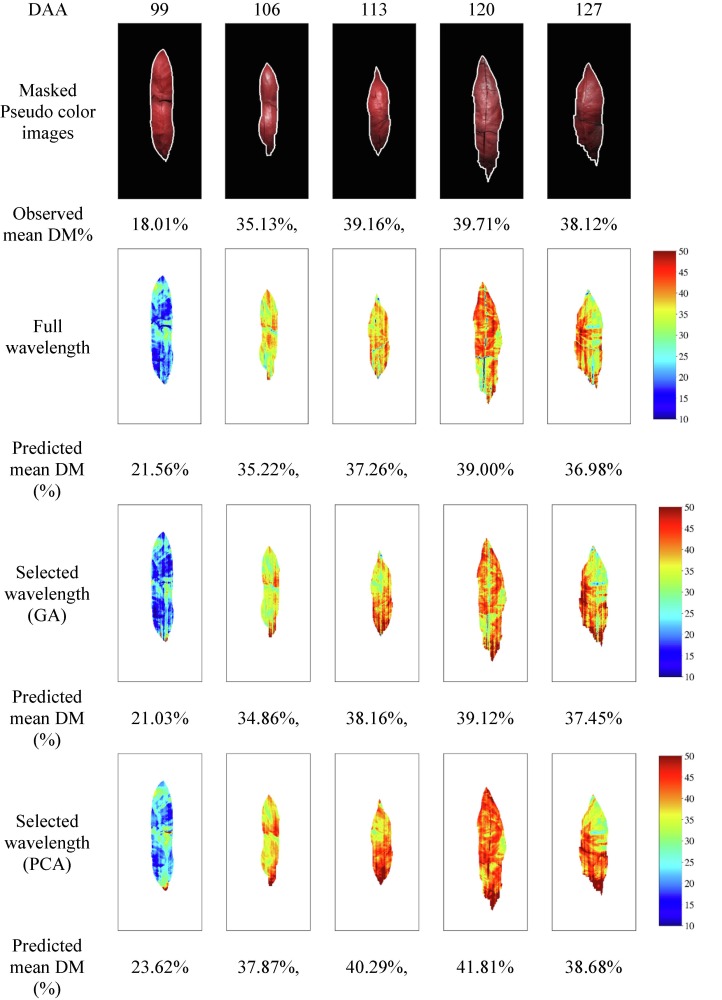 DAA 99 106 113 120 127
Masked
Pseudo color
images
Observed
mean DM%
18.01% 35.13%, 39.16%, 39.71% 38.12%
Full
wavelength
50
45
40
35
30
25
20
15
10
Predicted
mean DM
(%)
21.56% 35.22%, 37.26%, 39.00% 36.98%
Selected
wavelength
(GA)
50
45
40
35
30
25
20
15
10
Predicted
mean DM
(%)
21.03% 34.86%, 38.16%, 39.12% 37.45%
Selected
wavelength
(PCA)
50
45
40
35
30
25
20
15
10
Predicted
mean DM
(%)
23.62% 37.87%, 40.29%, 41.81% 38.68%